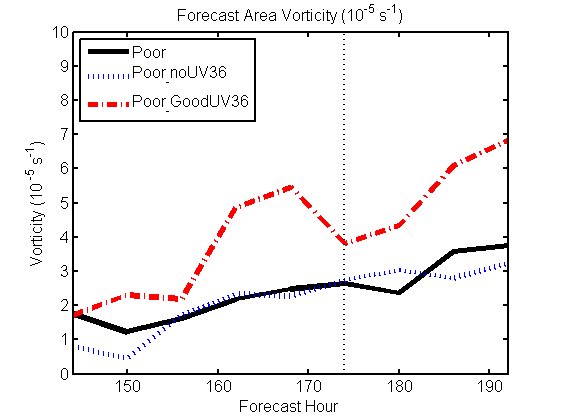 Forecast Area Vorticity (10⁻⁵ s⁻¹)
10
9
8
7
6
5
4
3
2
1
0
Vorticity (10⁻⁵ s⁻¹)
Poor
Poor_noUV36
Poor_GoodUV36
150 160 170 180 190
Forecast Hour